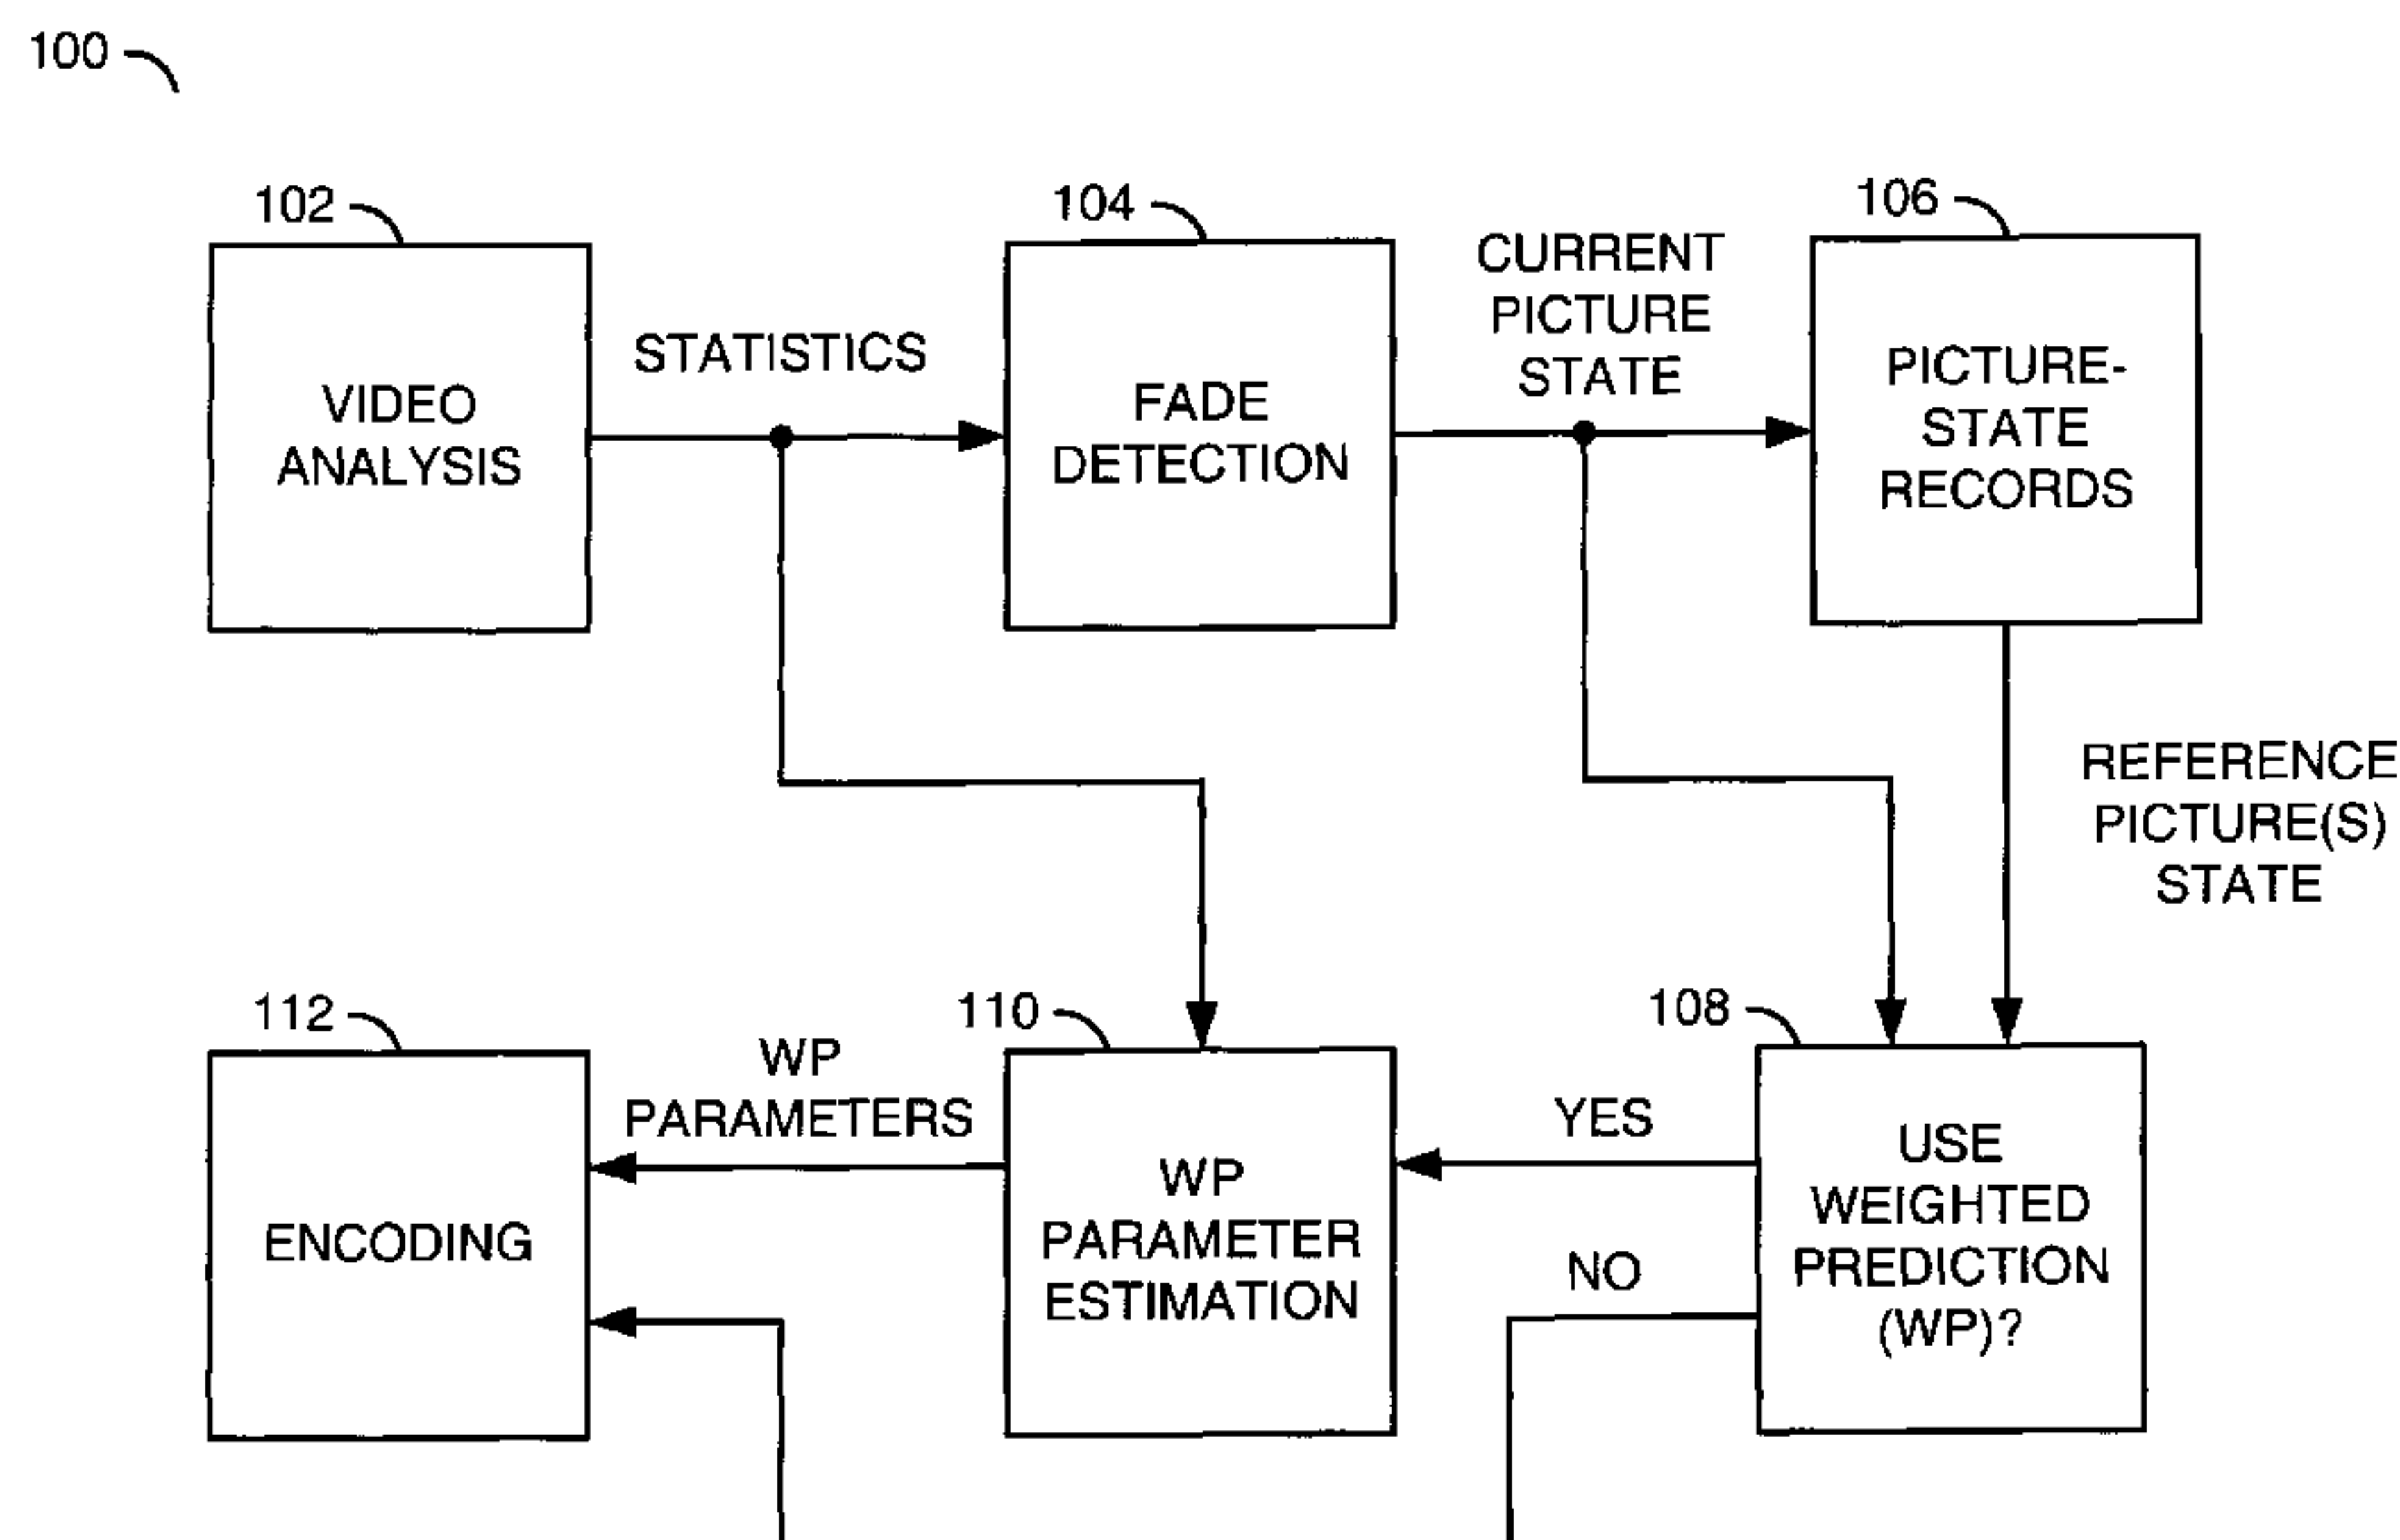 100
102
104
106
VIDEO
ANALYSIS
STATISTICS
FADE
DETECTION
CURRENT
PICTURE
STATE
PICTURE-
STATE
RECORDS
REFERENCE
PICTURE(S)
STATE
112
110
108
ENCODING
WP
PARAMETERS
WP
PARAMETER
ESTIMATION
YES
NO
USE
WEIGHTED
PREDICTION
(WP)?